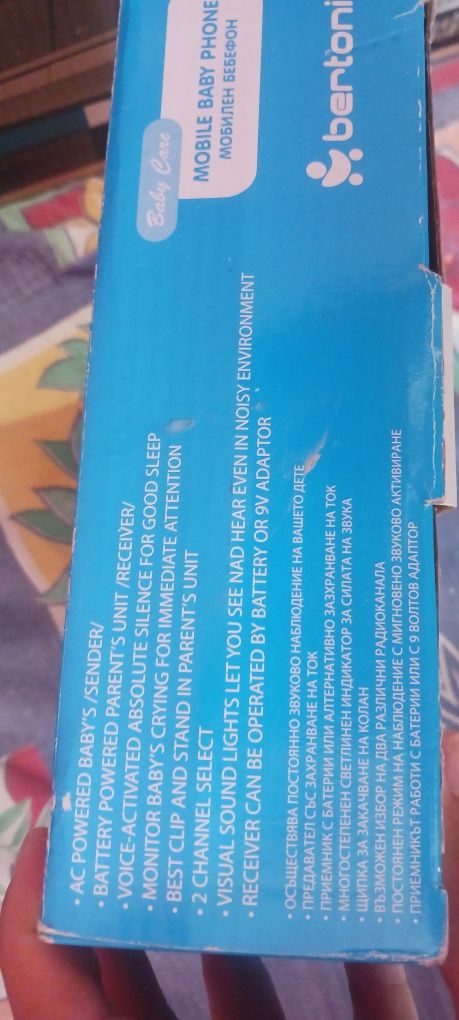 Baby Care
MOBILE BABY PHONE
МОБИЛЕН БЕБЕФОН
bertoni
• AC POWERED BABY'S /SENDER/
• BATTERY POWERED PARENT'S UNIT /RECEIVER/
• VOICE-ACTIVATED ABSOLUTE SILENCE FOR GOOD SLEEP
• MONITOR BABY'S CRYING FOR IMMEDIATE ATTENTION
• BEST CLIP AND STAND IN PARENT'S UNIT
• 2 CHANNEL SELECT
• VISUAL SOUND LIGHTS LET YOU SEE NAD HEAR EVEN IN NOISY ENVIRONMENT
• RECEIVER CAN BE OPERATED BY BATTERY OR 9V ADAPTOR
• ОСЪЩЕСТВЯВА ПОСТОЯННО ЗВУКОВО НАБЛЮДЕНИЕ НА ВАШЕТО ДЕТЕ
• ПРЕДАВАТЕЛ СЪС ЗАХРАНВАНЕ НА ТОК
• ПРИЕМНИК С БАТЕРИИ ИЛИ АЛТЕРНАТИВНО ЗАЗХРАНВАНЕ НА ТОК
• МНОГОСТЕПЕНЕН СВЕТЛИНЕН ИНДИКАТОР ЗА СИЛАТА НА ЗВУКА
• ЩИПКА ЗА ЗАКАЧВАНЕ НА КОЛАН
• ВЪЗМОЖЕН ИЗБОР НА ДВА РАЗЛИЧНИ РАДИОКАНАЛА
• ПОСТОЯНЕН РЕЖИМ НА НАБЛЮДЕНИЕ С МИГНОВЕНО ЗВУКОВО АКТИВИРАНЕ
• ПРИЕМНИКЪТ РАБОТИ С БАТЕРИИ ИЛИ С 9 ВОЛТОВ АДАПТОР